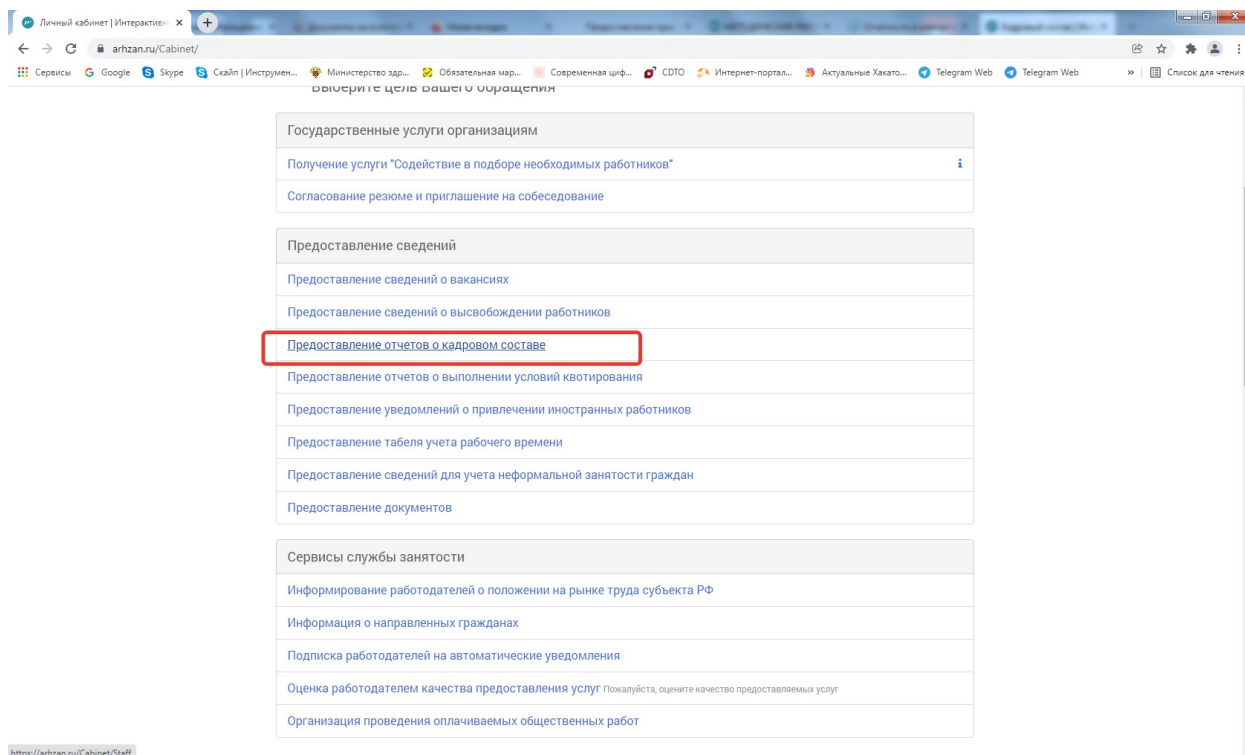 Личный кабинет | Интерактивн
arhzan.ru/Cabinet/
Сервисы Google Skype Скайп | Инструмен... Министерство здр... Обязательная мар... Современная циф... CDTO Интернет-портал... Актуальные Хакато... Telegram Web Telegram Web » Список для чтения
Выберите цель Вашего обращения
Государственные услуги организациям
Получение услуги "Содействие в подборе необходимых работников"
Согласование резюме и приглашение на собеседование
Предоставление сведений
Предоставление сведений о вакансиях
Предоставление сведений о высвобождении работников
Предоставление отчетов о кадровом составе
Предоставление отчетов о выполнении условий квотирования
Предоставление уведомлений о привлечении иностранных работников
Предоставление табеля учета рабочего времени
Предоставление сведений для учета неформальной занятости граждан
Предоставление документов
Сервисы службы занятости
Информирование работодателей о положении на рынке труда субъекта РФ
Информация о направленных гражданах
Подписка работодателей на автоматические уведомления
Оценка работодателем качества предоставления услуг Пожалуйста, оцените качество предоставляемых услуг
Организация проведения оплачиваемых общественных работ
https://arhzan.ru/Cabinet/Staff